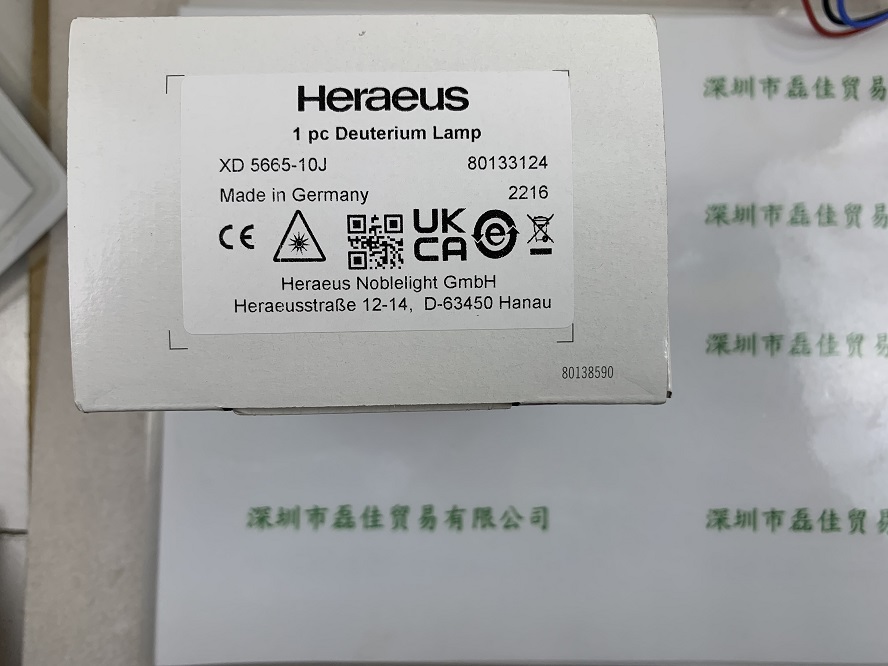 Heraeus
1 pc Deuterium Lamp
XD 5665-10J 80133124
Made in Germany 2216
CE UKCA
Heraeus Noblelight GmbH
Heraeusstraße 12-14, D-63450 Hanau
80138590
深圳市磊佳贸易
深圳市磊佳贸易
深圳市磊佳贸易
深圳市磊佳贸易有限公司 深圳市磊佳贸易